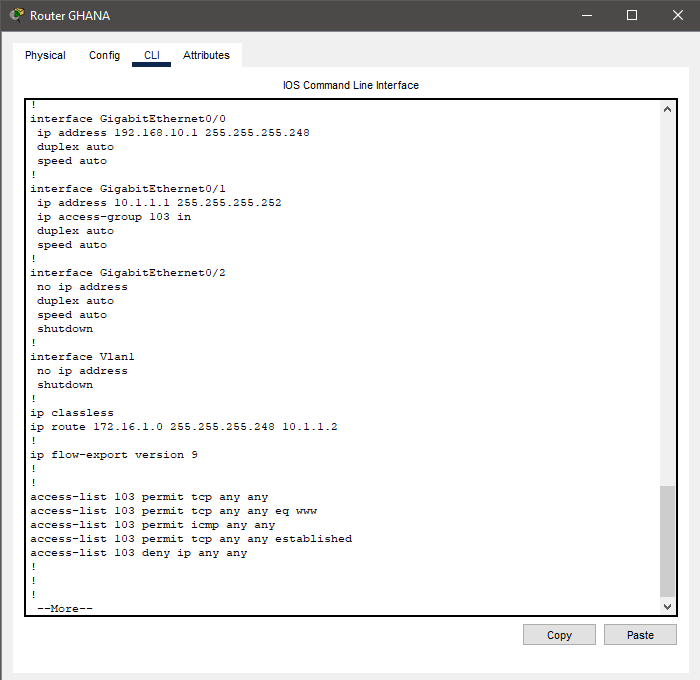 Router GHANA
Physical Config CLI Attributes
IOS Command Line Interface
!
interface GigabitEthernet0/0
 ip address 192.168.10.1 255.255.255.248
 duplex auto
 speed auto
!
interface GigabitEthernet0/1
 ip address 10.1.1.1 255.255.255.252
 ip access-group 103 in
 duplex auto
 speed auto
!
interface GigabitEthernet0/2
 no ip address
 duplex auto
 speed auto
 shutdown
!
interface Vlan1
 no ip address
 shutdown
!
ip classless
ip route 172.16.1.0 255.255.255.248 10.1.1.2
!
ip flow-export version 9
!
!
access-list 103 permit tcp any any
access-list 103 permit tcp any any eq www
access-list 103 permit icmp any any
access-list 103 permit tcp any any established
access-list 103 deny ip any any
!
!
!
 --More--
Copy Paste